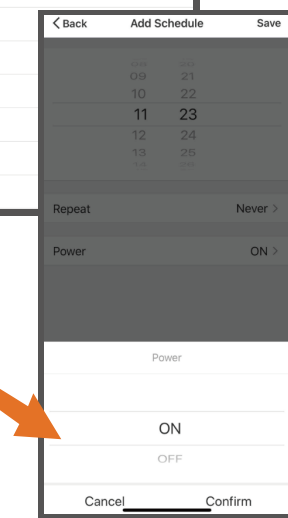 Back Add Schedule Save
09 21
10 22
11 23
12 24
13 25
Repeat Never
Power ON
Power
ON
OFF
Cancel Confirm